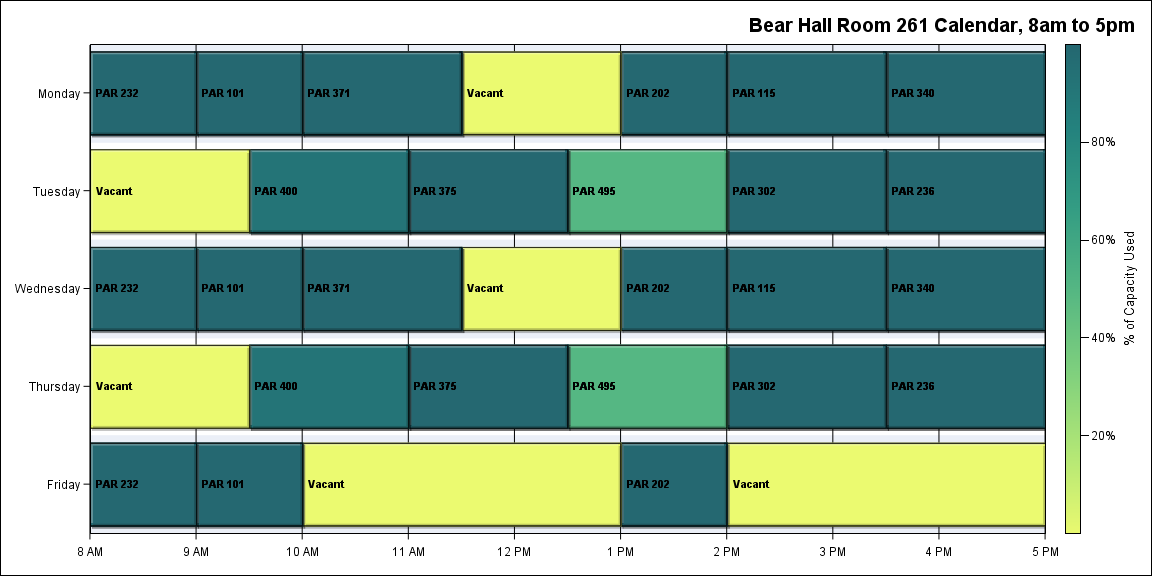 Bear Hall Room 261 Calendar, 8am to 5pm
Monday
PAR 232
PAR 101
PAR 371
Vacant
PAR 202
PAR 115
PAR 340
Tuesday
Vacant
PAR 400
PAR 375
PAR 495
PAR 302
PAR 236
Wednesday
PAR 232
PAR 101
PAR 371
Vacant
PAR 202
PAR 115
PAR 340
Thursday
Vacant
PAR 400
PAR 375
PAR 495
PAR 302
PAR 236
Friday
PAR 232
PAR 101
Vacant
PAR 202
Vacant
8 AM
9 AM
10 AM
11 AM
12 PM
1 PM
2 PM
3 PM
4 PM
5 PM
80%
60%
40%
20%
% of Capacity Used